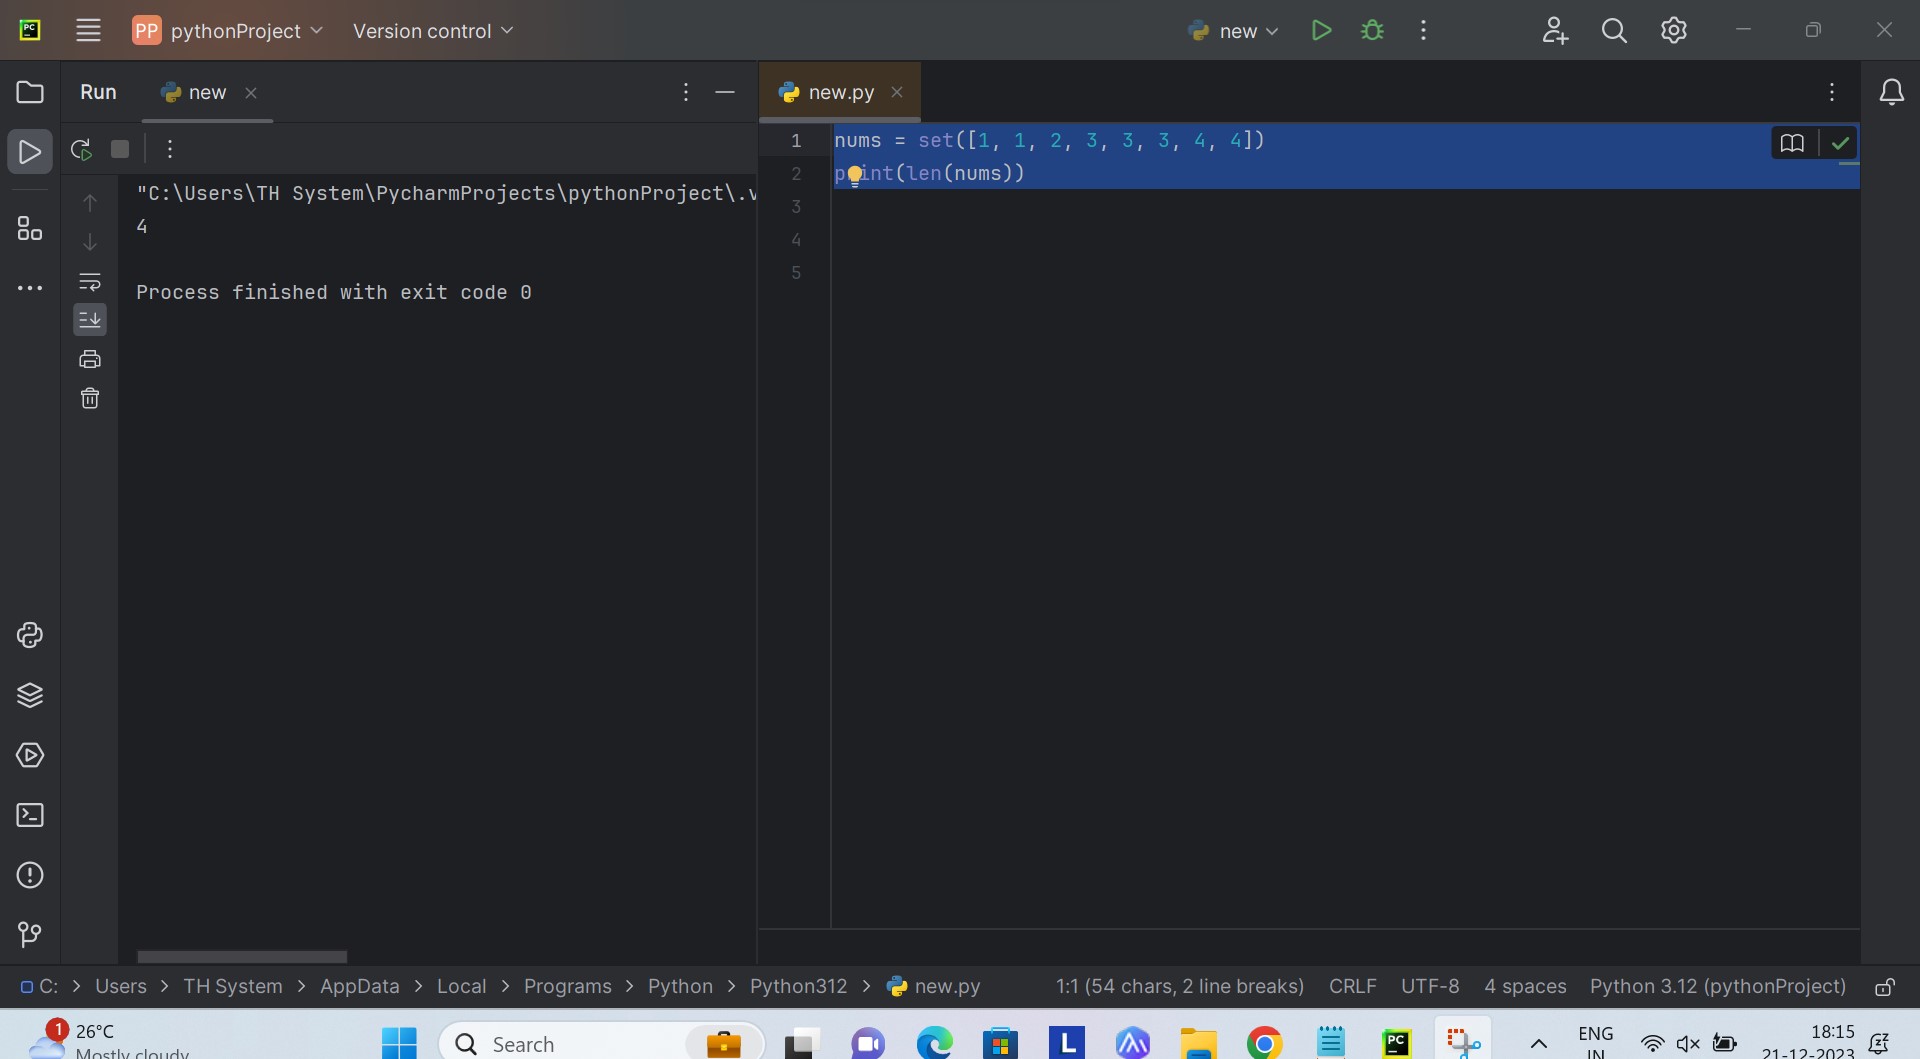 PC PP pythonProject Version control new
Run new new.py
1 nums = set([1, 1, 2, 3, 3, 3, 4, 4])
2 print(len(nums))
3
4
5
"C:\Users\TH System\PycharmProjects\pythonProject\.v
4
Process finished with exit code 0
C: > Users > TH System > AppData > Local > Programs > Python > Python312 > new.py 1:1 (54 chars, 2 line breaks) CRLF UTF-8 4 spaces Python 3.12 (pythonProject)
1 26°C
Mostly cloudy
Search
L
PC
ENG
IN
18:15
21-12-2023